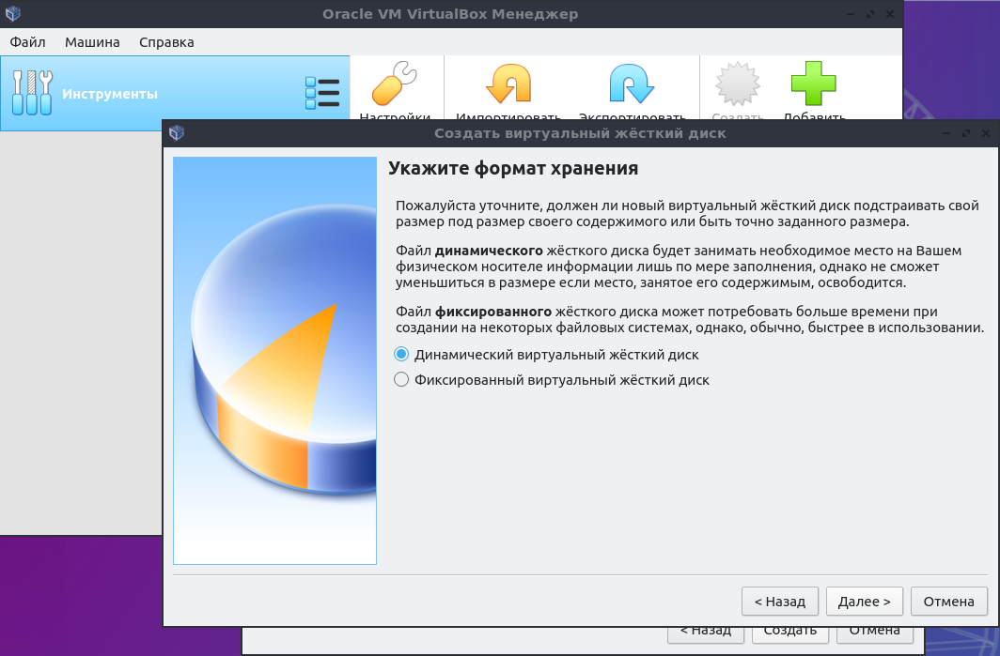 Oracle VM VirtualBox Менеджер
Файл Машина Справка
Инструменты
Настройки Импортировать Экспортировать Создать Добавить
Создать виртуальный жёсткий диск
Укажите формат хранения
Пожалуйста уточните, должен ли новый виртуальный жёсткий диск подстраивать свой
размер под размер своего содержимого или быть точно заданного размера.
Файл динамического жёсткого диска будет занимать необходимое место на Вашем
физическом носителе информации лишь по мере заполнения, однако не сможет
уменьшиться в размере если место, занятое его содержимым, освободится.
Файл фиксированного жёсткого диска может потребовать больше времени при
создании на некоторых файловых системах, однако, обычно, быстрее в использовании.
Динамический виртуальный жёсткий диск
Фиксированный виртуальный жёсткий диск
< Назад Далее > Отмена
< Назад Создать Отмена